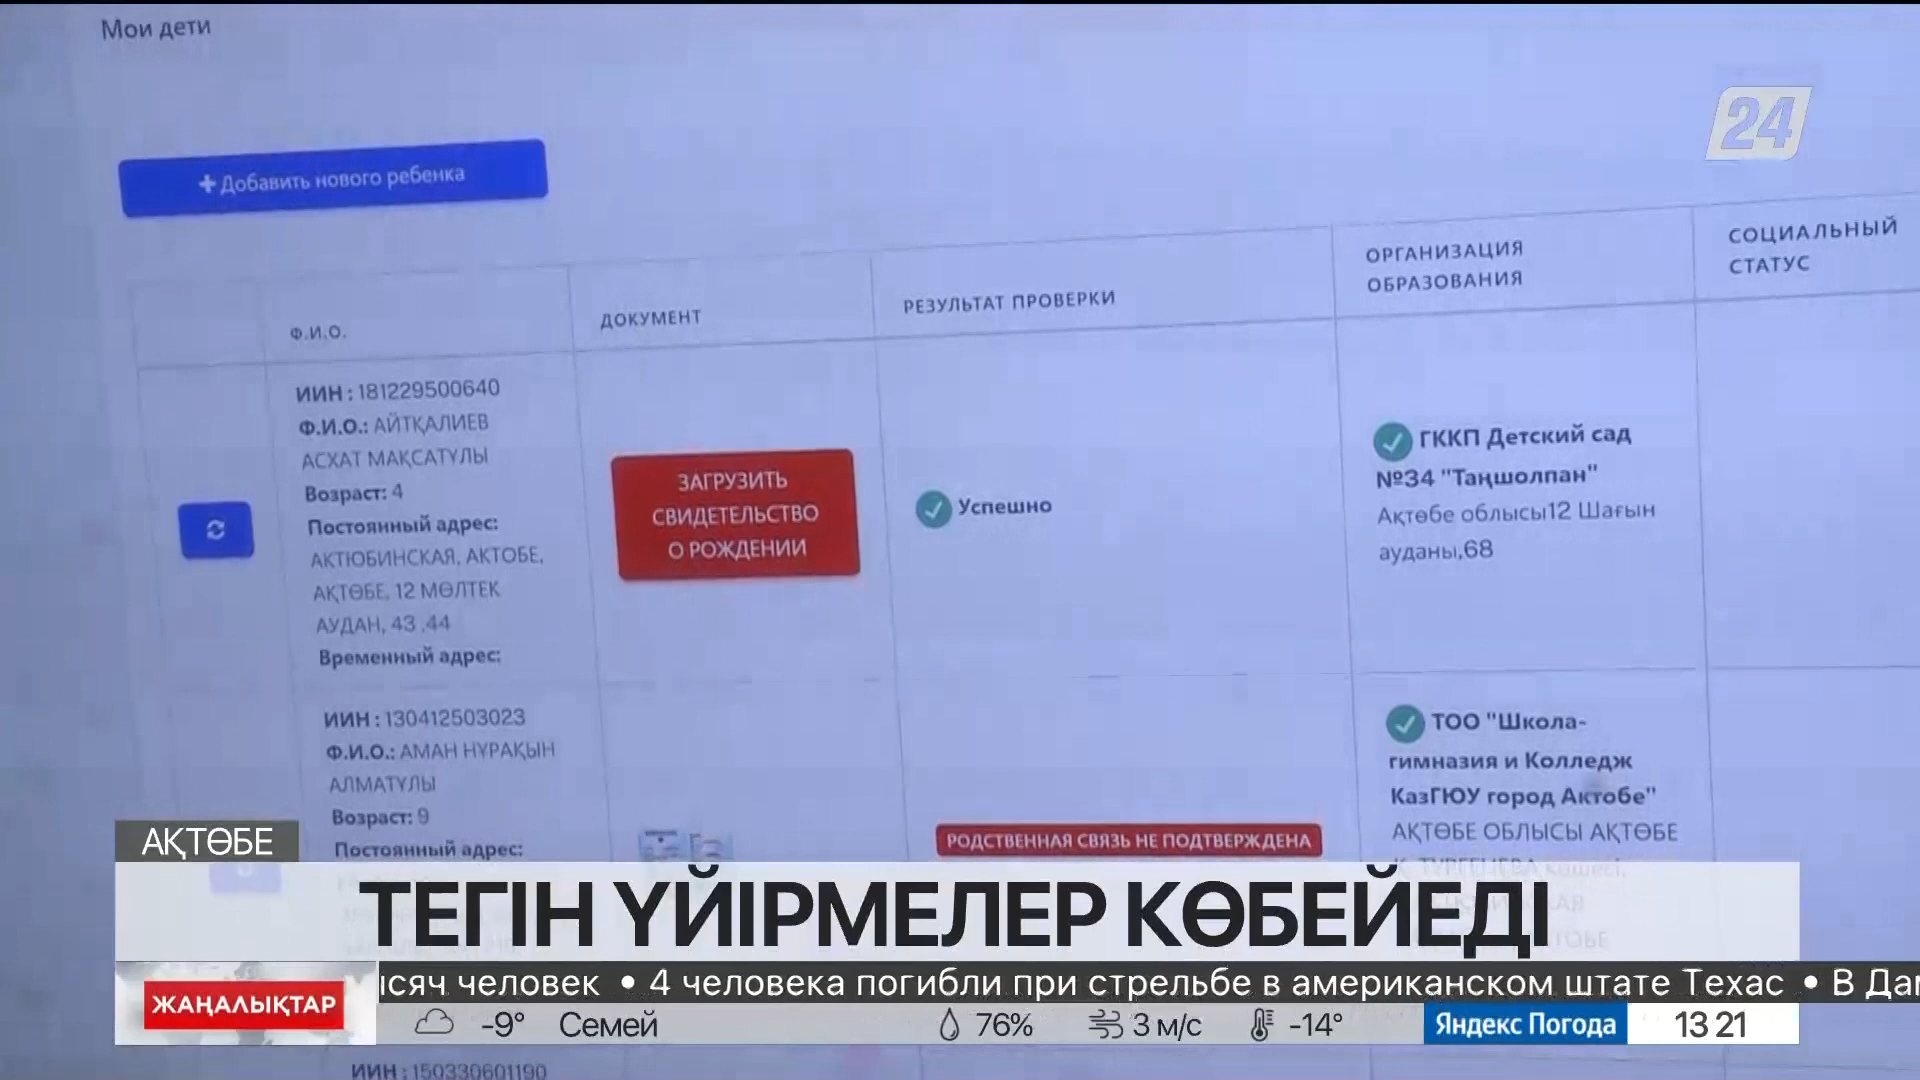 Мои дети
24
+ Добавить нового ребенка
Ф.И.О.
ДОКУМЕНТ
РЕЗУЛЬТАТ ПРОВЕРКИ
ОРГАНИЗАЦИЯ
ОБРАЗОВАНИЯ
СОЦИАЛЬНЫЙ
СТАТУС
ИИН : 181229500640
Ф.И.О.: АЙТҚАЛИЕВ
АСХАТ МАҚСАТҰЛЫ
Возраст: 4
Постоянный адрес:
АКТЮБИНСКАЯ, АКТОБЕ,
АҚТӨБЕ, 12 МӨЛТЕК
АУДАН, 43 ,44
Временный адрес:
ЗАГРУЗИТЬ
СВИДЕТЕЛЬСТВО
О РОЖДЕНИИ
Успешно
ГККП Детский сад
№34 "Таңшолпан"
Ақтөбе облысы12 Шағын
ауданы,68
ИИН : 130412503023
Ф.И.О.: АМАН НҰРАҚЫН
АЛМАТҰЛЫ
Возраст: 9
Постоянный адрес:
РОДСТВЕННАЯ СВЯЗЬ НЕ ПОДТВЕРЖДЕНА
ТОО "Школа-
гимназия и Колледж
КазГЮУ город Актобе"
АҚТӨБЕ ОБЛЫСЫ АҚТӨБЕ
ТУРГЕНЕВА көшесі,
АҚТӨБЕ
ТЕГІН ҮЙІРМЕЛЕР КӨБЕЙЕДІ
ЖАҢАЛЫҚТАР
ысяч человек • 4 человека погибли при стрельбе в американском штате Техас • В Дам
-9° Семей 76% 3 м/с -14° Яндекс Погода 13 21
ИИН : 150330601190